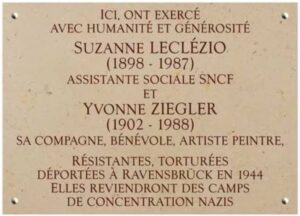 ICI, ONT EXERCÉ
AVEC HUMANITÉ ET GÉNÉROSITÉ
SUZANNE LECLÉZIO
(1898 - 1987)
ASSISTANTE SOCIALE SNCF
ET
YVONNE ZIEGLER
(1902 - 1988)
SA COMPAGNE, BÉNÉVOLE, ARTISTE PEINTRE,
RÉSISTANTES, TORTURÉES
DÉPORTÉES À RAVENSBRÜCK EN 1944
ELLES REVIENDRONT DES CAMPS
DE CONCENTRATION NAZIS